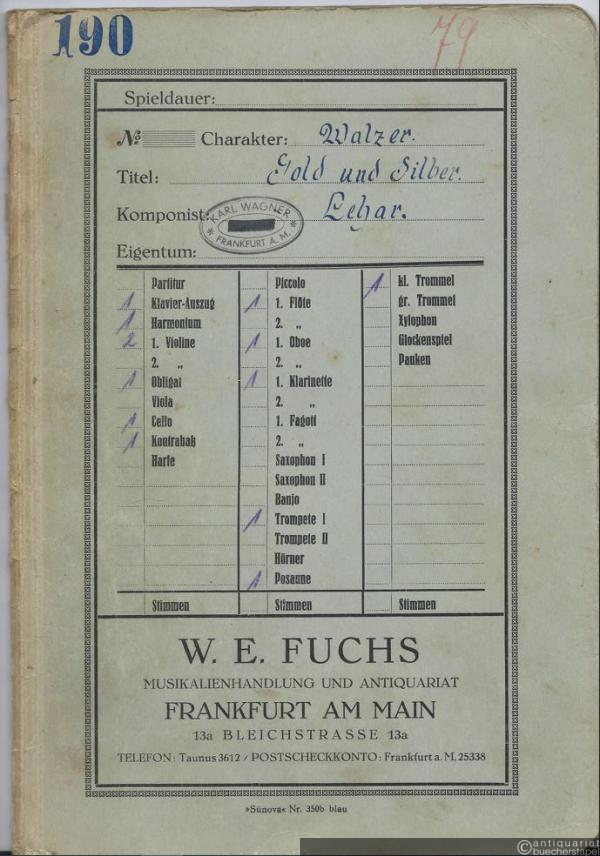 190
79
Spieldauer:
№ Charakter: Walzer.
Titel: Gold und Silber.
Komponist: Lehar.
KARL WAGNER
* FRANKFURT A. M. *
Eigentum:
Partitur
1 Klavier-Auszug
1 Harmonium
2 1. Violine
2. „
1 Obligat
Viola
1 Cello
1 Kontrabaß
Harfe
Stimmen
Piccolo
1 1. Flöte
2. „
1 1. Oboe
2. „
1 1. Klarinette
2. „
1. Fagott
2. „
Saxophon I
Saxophon II
Banjo
1 Trompete I
Trompete II
Hörner
1 Posaune
Stimmen
1 kl. Trommel
gr. Trommel
Xylophon
Glockenspiel
Pauken
Stimmen
W. E. FUCHS
MUSIKALIENHANDLUNG UND ANTIQUARIAT
FRANKFURT AM MAIN
13a BLEICHSTRASSE 13a
TELEFON: Taunus 3612 / POSTSCHECKKONTO: Frankfurt a. M. 25338
»Sünova« Nr. 350b blau
antiquariat
buecherstapel